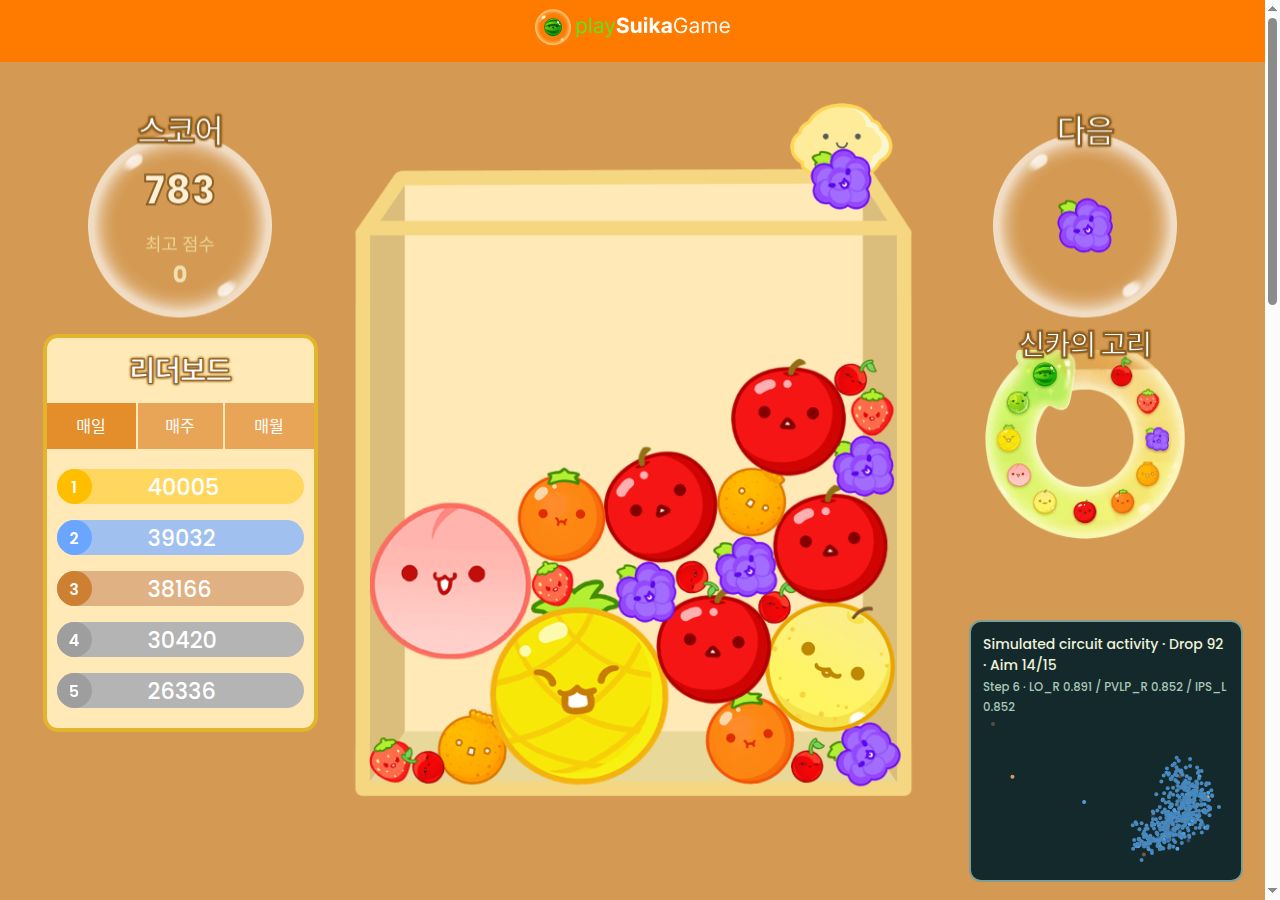 playSuikaGame
스코어
783
최고 점수
0
다음
리더보드
매일 매주 매월
1 40005
2 39032
3 38166
4 30420
5 26336
신카의 고리
Simulated circuit activity · Drop 92
· Aim 14/15
Step 6 · LO_R 0.891 / PVLP_R 0.852 / IPS_L
0.852